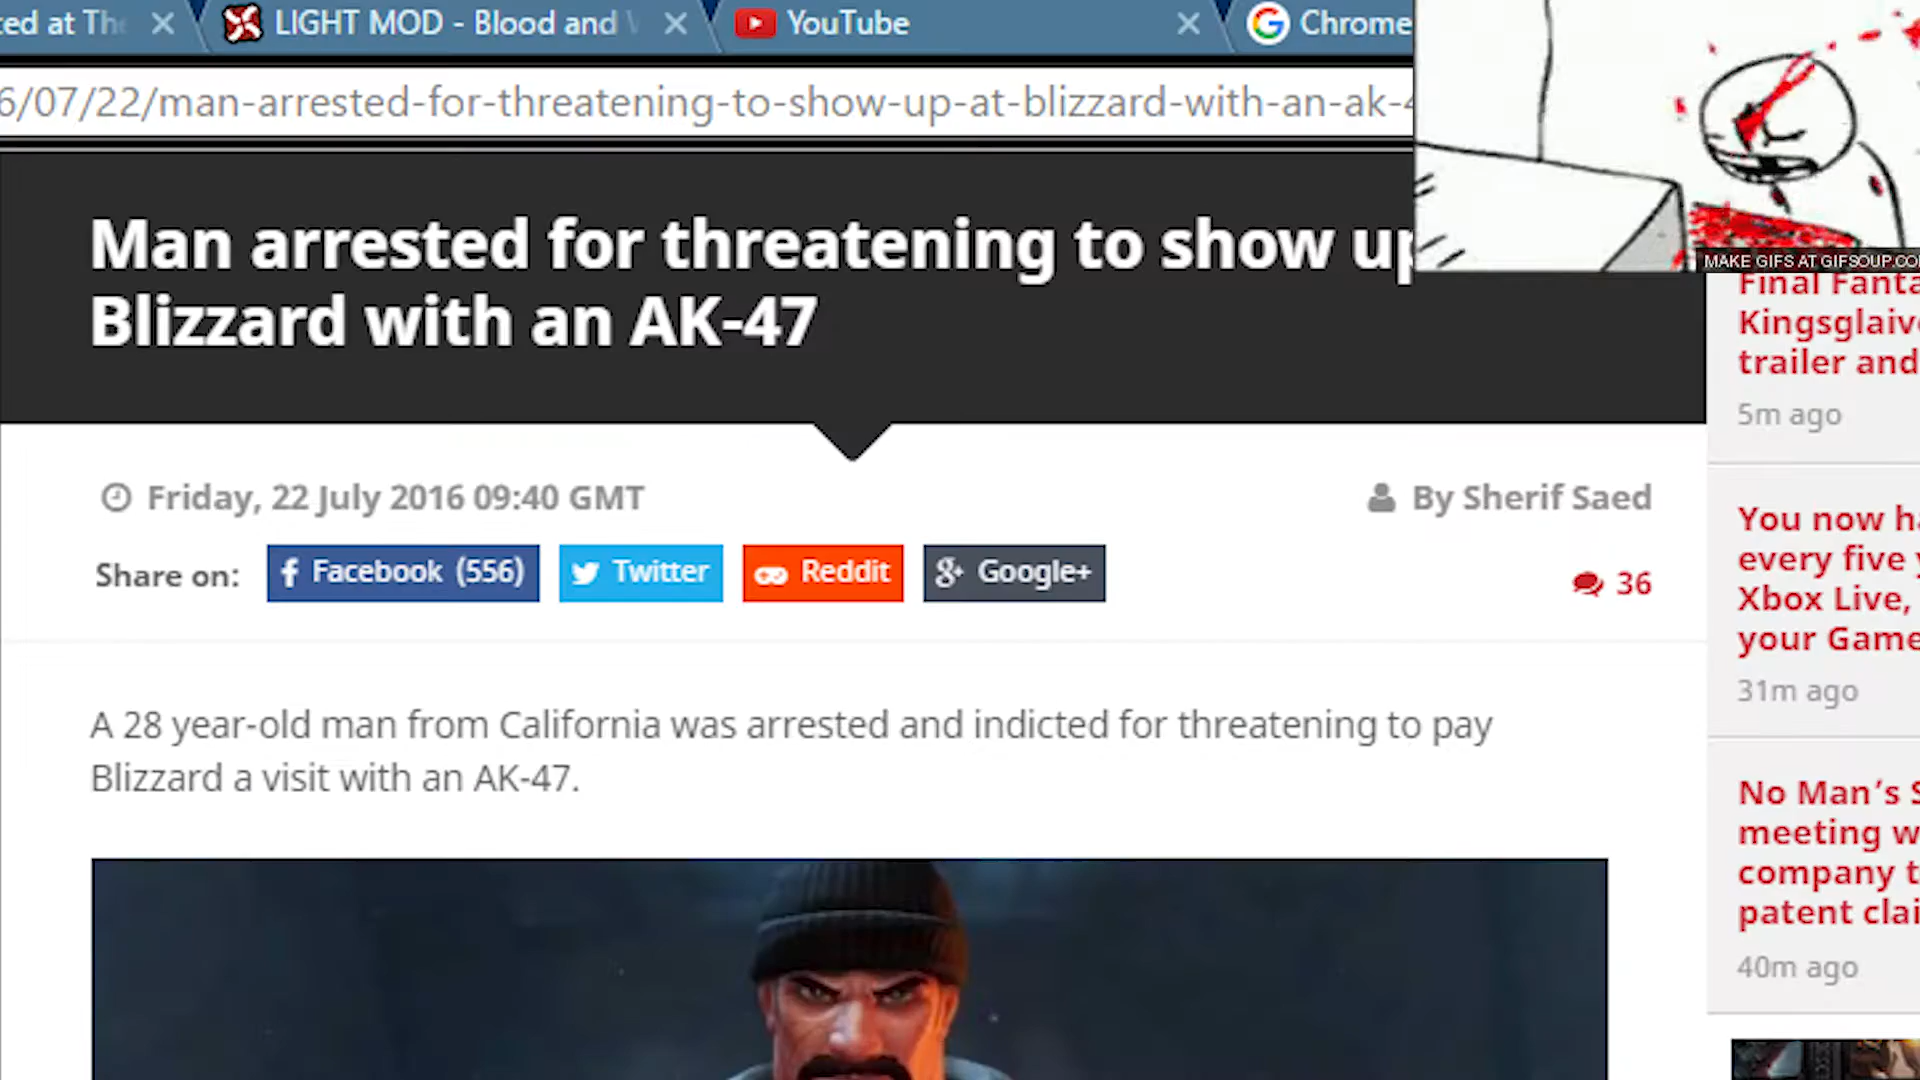 ted at Th
LIGHT MOD - Blood and
YouTube
Chrome
6/07/22/man-arrested-for-threatening-to-show-up-at-blizzard-with-an-ak-4
MAKE GIFS AT GIFSOUP.CO
Man arrested for threatening to show up
Blizzard with an AK-47
Friday, 22 July 2016 09:40 GMT
By Sherif Saed
Share on:
Facebook (556)
Twitter
Reddit
Google+
36
A 28 year-old man from California was arrested and indicted for threatening to pay
Blizzard a visit with an AK-47.
Final Fanta
Kingsglaive
trailer and
5m ago
You now ha
every five y
Xbox Live,
your Game
31m ago
No Man's S
meeting w
company t
patent clai
40m ago